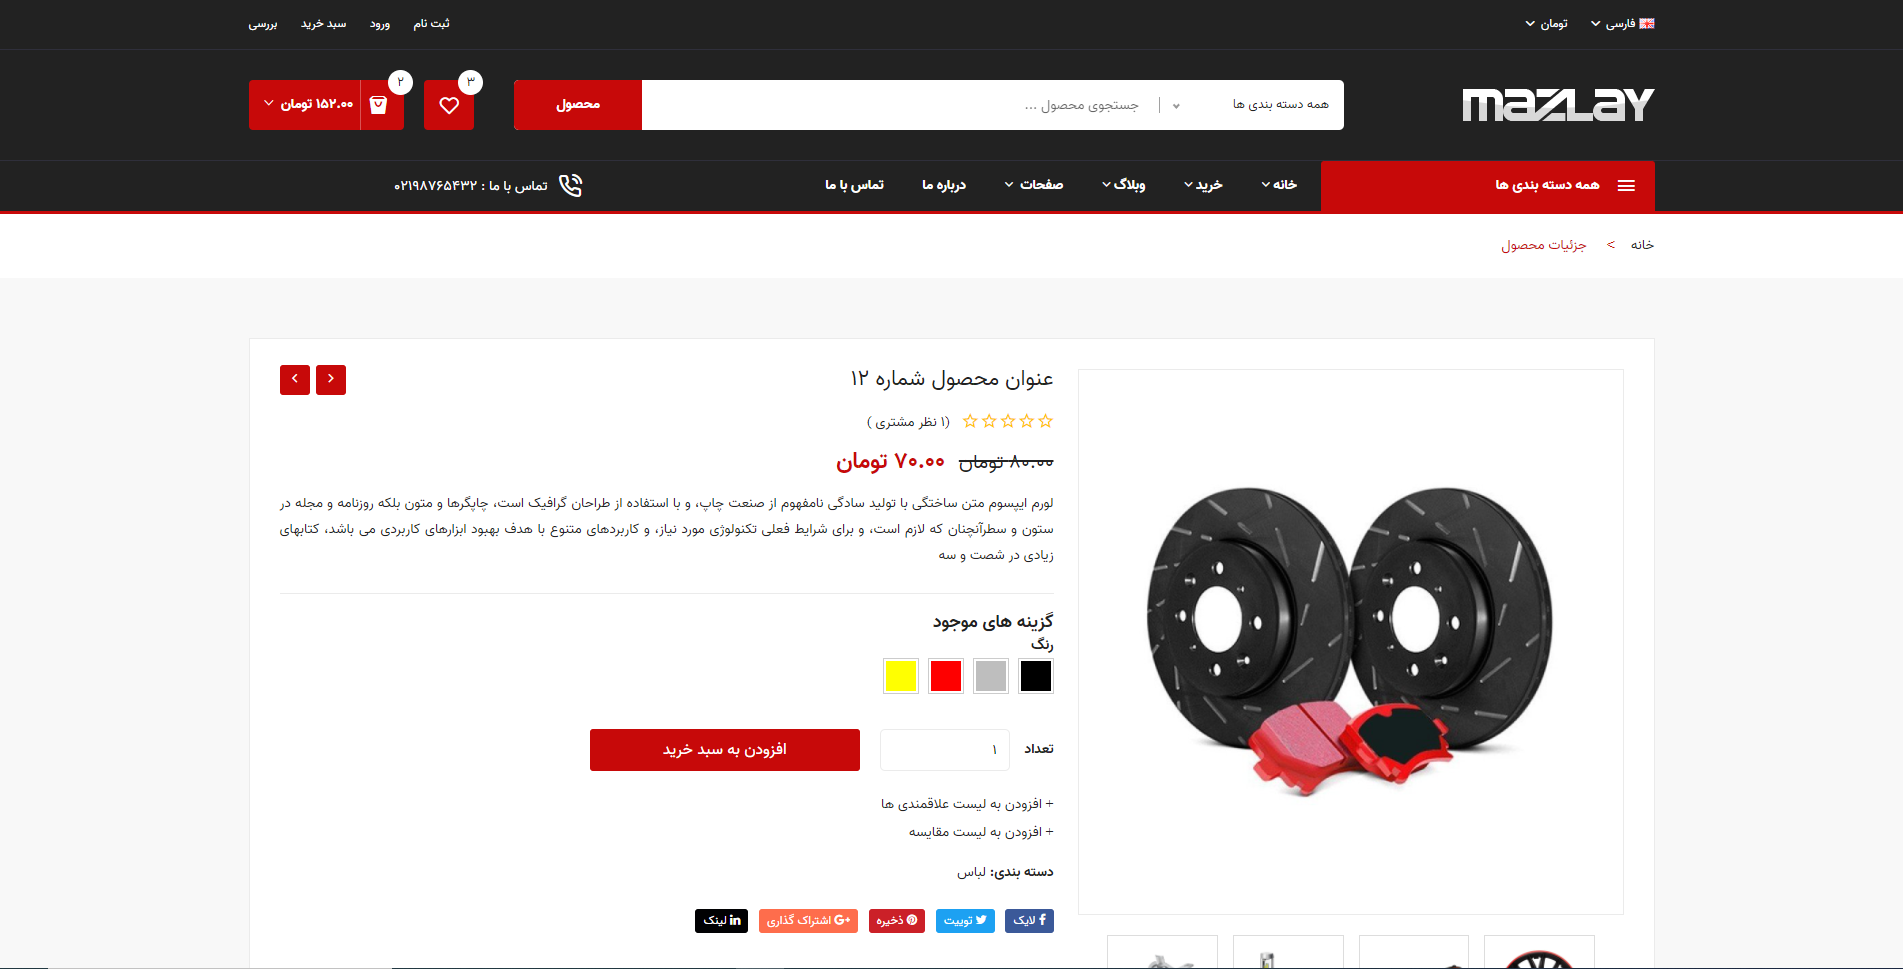 فارسی
تومان
ثبت نام
ورود
سبد خرید
بررسی
mazlay
همه دسته بندی ها
جستجوی محصول ...
محصول
۳
۲
۱۵۲.۰۰ تومان
همه دسته بندی ها
خانه
خرید
وبلاگ
صفحات
درباره ما
تماس با ما
تماس با ما : ۰۲۱۹۸۷۶۵۴۳۲
خانه > جزئیات محصول
عنوان محصول شماره ۱۲
(۱ نظر مشتری )
۸۰.۰۰ تومان ۷۰.۰۰ تومان
لورم ایپسوم متن ساختگی با تولید سادگی نامفهوم از صنعت چاپ، و با استفاده از طراحان گرافیک است، چاپگرها و متون بلکه روزنامه و مجله در
ستون و سطرآنچنان که لازم است، و برای شرایط فعلی تکنولوژی مورد نیاز، و کاربردهای متنوع با هدف بهبود ابزارهای کاربردی می باشد، کتابهای
زیادی در شصت و سه
گزینه های موجود
رنگ
تعداد
۱
افزودن به سبد خرید
+ افزودن به لیست علاقمندی ها
+ افزودن به لیست مقایسه
دسته بندی: لباس
لایک
توییت
ذخیره
اشتراک گذاری
لینک